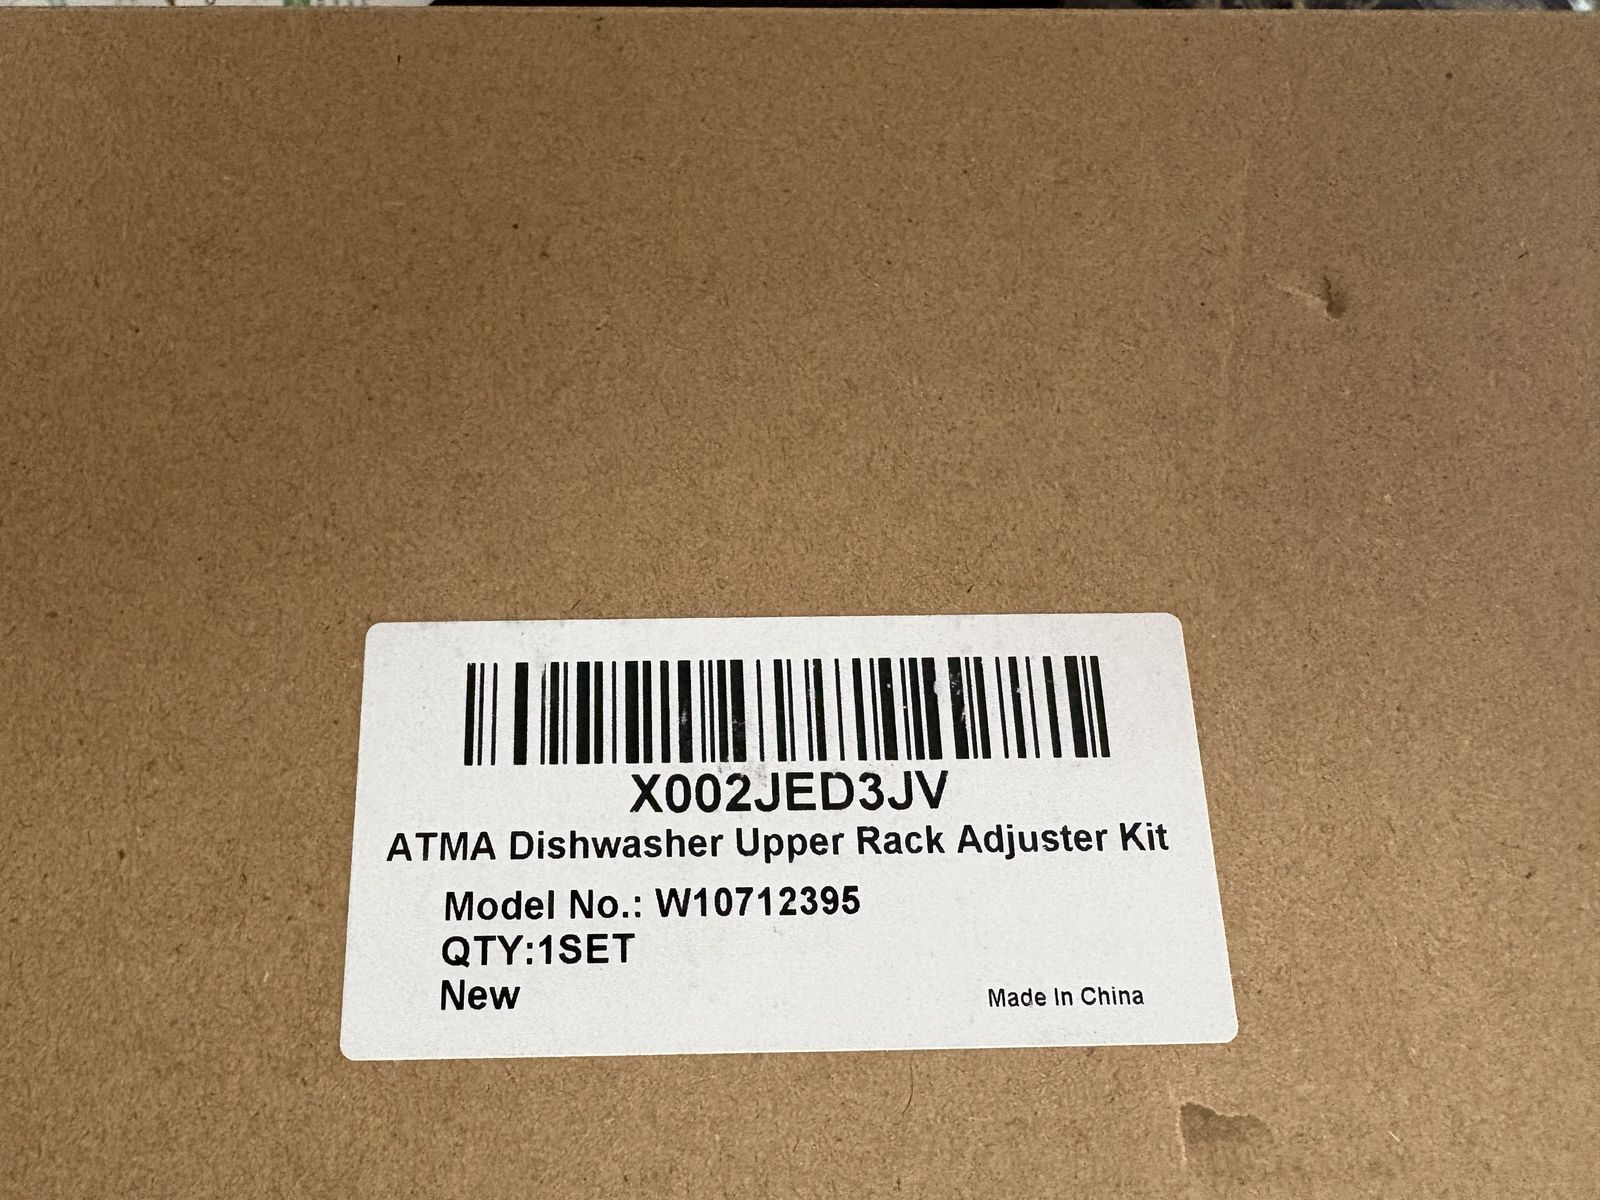 X002JED3JV
ATMA Dishwasher Upper Rack Adjuster Kit
Model No.: W10712395
QTY:1SET
New
Made In China